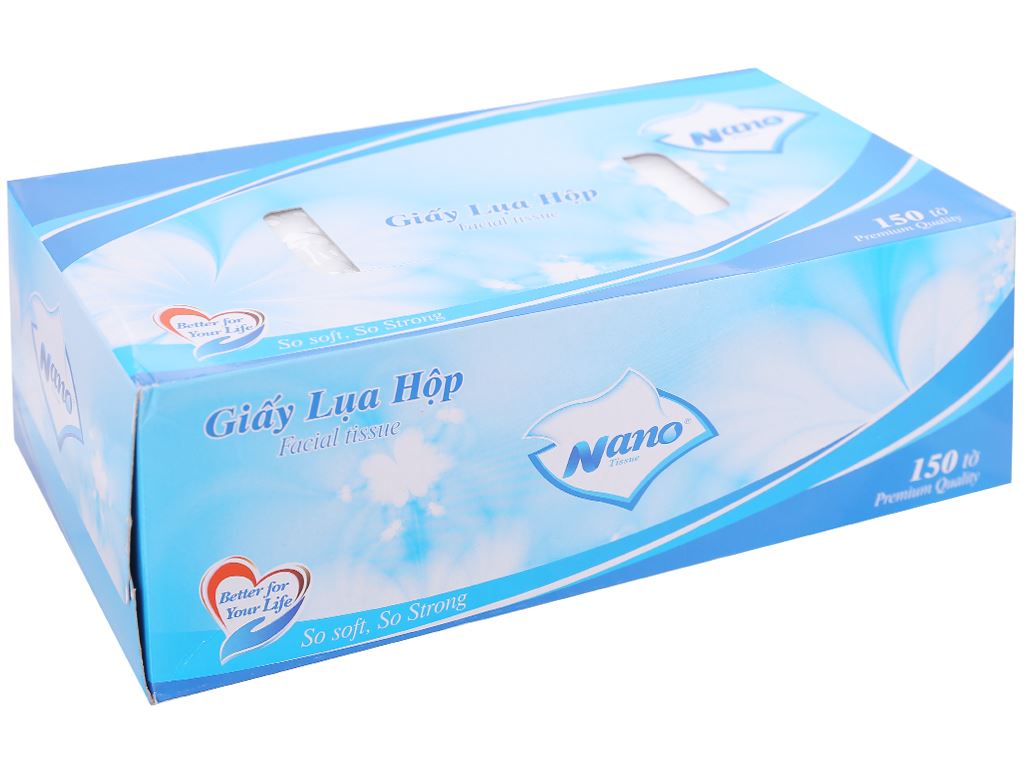 Nano
Giấy Lụa Hộp
Facial tissue
150 tờ
Premium Quality
Better for
Your Life
So soft, So Strong
Nano
Giấy Lụa Hộp
Facial tissue
Nano®
Tissue
150 tờ
Premium Quality
Better for
Your Life
So soft, So Strong